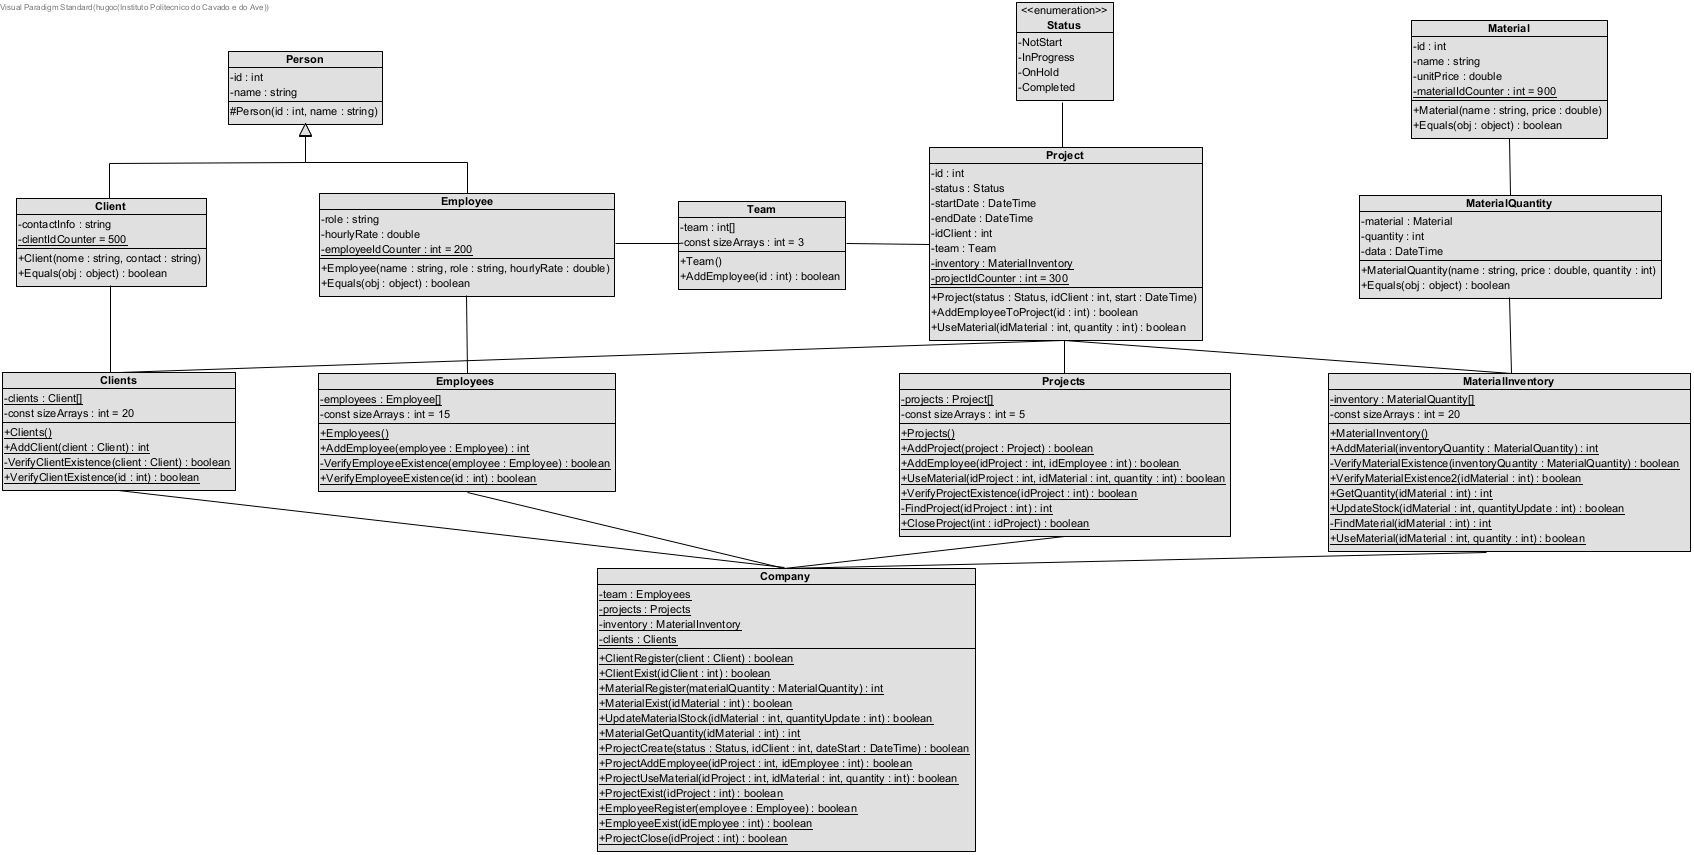 Visual Paradigm Standard(hugoc(Instituto Politecnico do Cavado e do Ave))
<<enumeration>>
Status
-NotStart
-InProgress
-OnHold
-Completed
Material
-id : int
-name : string
-unitPrice : double
-materialIdCounter : int = 900
+Material(name : string, price : double)
+Equals(obj : object) : boolean
Person
-id : int
-name : string
#Person(id : int, name : string)
Client
-contactInfo : string
-clientIdCounter = 500
+Client(nome : string, contact : string)
+Equals(obj : object) : boolean
Employee
-role : string
-hourlyRate : double
-employeeIdCounter : int = 200
+Employee(name : string, role : string, hourlyRate : double)
+Equals(obj : object) : boolean
Team
-team : int[]
-const sizeArrays : int = 3
+Team()
+AddEmployee(id : int) : boolean
Project
-id : int
-status : Status
-startDate : DateTime
-endDate : DateTime
-idClient : int
-team : Team
-inventory : MaterialInventory
-projectIdCounter : int = 300
+Project(status : Status, idClient : int, start : DateTime)
+AddEmployeeToProject(id : int) : boolean
+UseMaterial(idMaterial : int, quantity : int) : boolean
MaterialQuantity
-material : Material
-quantity : int
-data : DateTime
+MaterialQuantity(name : string, price : double, quantity : int)
+Equals(obj : object) : boolean
Clients
-clients : Client[]
-const sizeArrays : int = 20
+Clients()
+AddClient(client : Client) : int
-VerifyClientExistence(client : Client) : boolean
+VerifyClientExistence(id : int) : boolean
Employees
-employees : Employee[]
-const sizeArrays : int = 15
+Employees()
+AddEmployee(employee : Employee) : int
-VerifyEmployeeExistence(employee : Employee) : boolean
+VerifyEmployeeExistence(id : int) : boolean
Projects
-projects : Project[]
-const sizeArrays : int = 5
+Projects()
+AddProject(project : Project) : boolean
+AddEmployee(idProject : int, idEmployee : int) : boolean
+UseMaterial(idProject : int, idMaterial : int, quantity : int) : boolean
+VerifyProjectExistence(idProject : int) : boolean
-FindProject(idProject : int) : int
+CloseProject(int : idProject) : boolean
MaterialInventory
-inventory : MaterialQuantity[]
-const sizeArrays : int = 20
+MaterialInventory()
+AddMaterial(inventoryQuantity : MaterialQuantity) : int
-VerifyMaterialExistence(inventoryQuantity : MaterialQuantity) : boolean
+VerifyMaterialExistence2(idMaterial : int) : boolean
+GetQuantity(idMaterial : int) : int
+UpdateStock(idMaterial : int, quantityUpdate : int) : boolean
-FindMaterial(idMaterial : int) : int
+UseMaterial(idMaterial : int, quantity : int) : boolean
Company
-team : Employees
-projects : Projects
-inventory : MaterialInventory
-clients : Clients
+ClientRegister(client : Client) : boolean
+ClientExist(idClient : int) : boolean
+MaterialRegister(materialQuantity : MaterialQuantity) : int
+MaterialExist(idMaterial : int) : boolean
+UpdateMaterialStock(idMaterial : int, quantityUpdate : int) : boolean
+MaterialGetQuantity(idMaterial : int) : int
+ProjectCreate(status : Status, idClient : int, dateStart : DateTime) : boolean
+ProjectAddEmployee(idProject : int, idEmployee : int) : boolean
+ProjectUseMaterial(idProject : int, idMaterial : int, quantity : int) : boolean
+ProjectExist(idProject : int) : boolean
+EmployeeRegister(employee : Employee) : boolean
+EmployeeExist(idEmployee : int) : boolean
+ProjectClose(idProject : int) : boolean